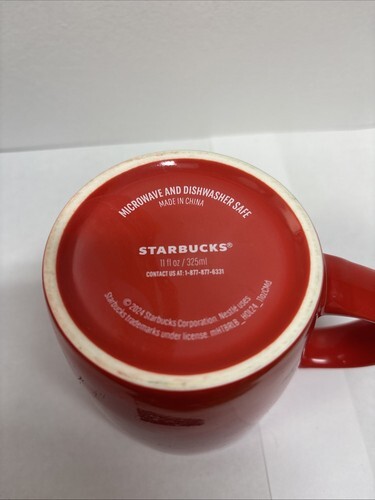 MICROWAVE AND DISHWASHER SAFE
MADE IN CHINA
STARBUCKS®
11 fl oz / 325ml
CONTACT US AT: 1-877-677-6331
© 2024 Starbucks Corporation. Nestlé uses
Starbucks trademarks under license.